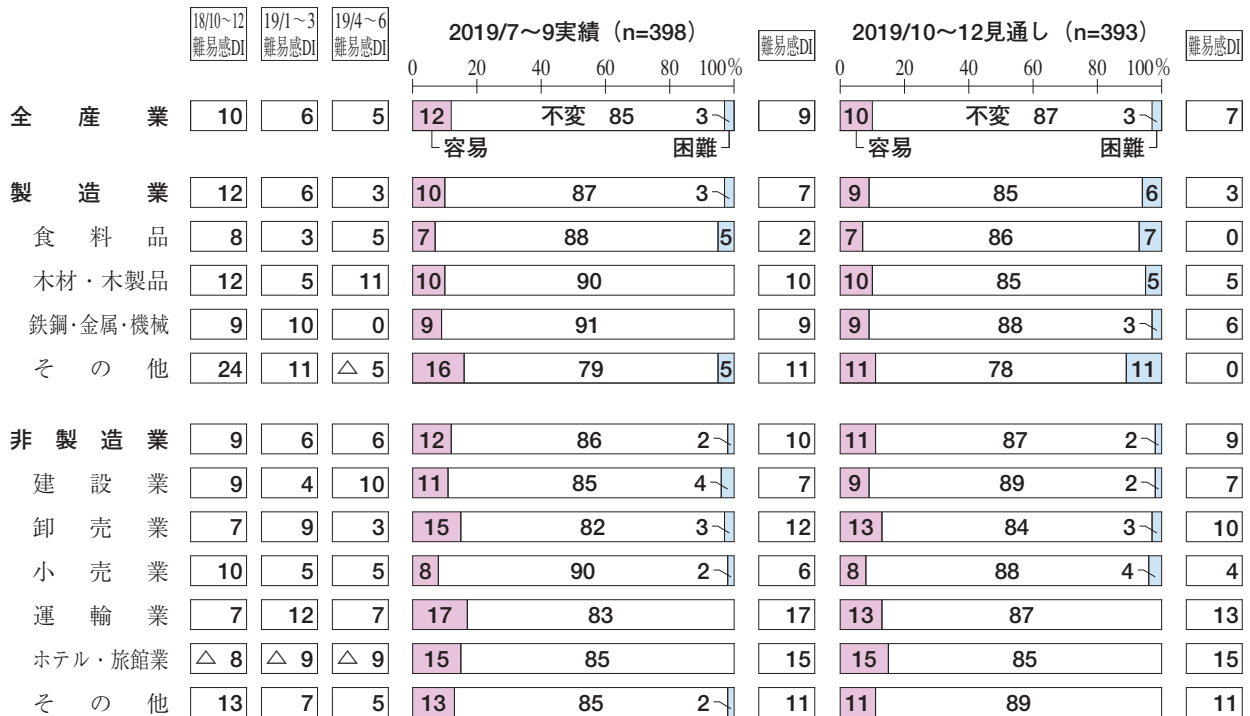 18/10～12 難易感DI 19/1～3 難易感DI 19/4～6 難易感DI 2019/7～9実績（n=398） 難易感DI 2019/10～12見通し（n=393） 難易感DI
0 20 40 60 80 100% 0 20 40 60 80 100%
全産業 10 6 5 12 不変 85 3 9 10 不変 87 3 7
容易 困難 容易 困難
製造業 12 6 3 10 87 3 7 9 85 6 3
食料品 8 3 5 7 88 5 2 7 86 7 0
木材・木製品 12 5 11 10 90 10 10 85 5 5
鉄鋼・金属・機械 9 10 0 9 91 9 9 88 3 6
その他 24 11 △ 5 16 79 5 11 11 78 11 0
非製造業 9 6 6 12 86 2 10 11 87 2 9
建設業 9 4 10 11 85 4 7 9 89 2 7
卸売業 7 9 3 15 82 3 12 13 84 3 10
小売業 10 5 5 8 90 2 6 8 88 4 4
運輸業 7 12 7 17 83 17 13 87 13
ホテル・旅館業 △ 8 △ 9 △ 9 15 85 15 15 85 15
その他 13 7 5 13 85 2 11 11 89 11